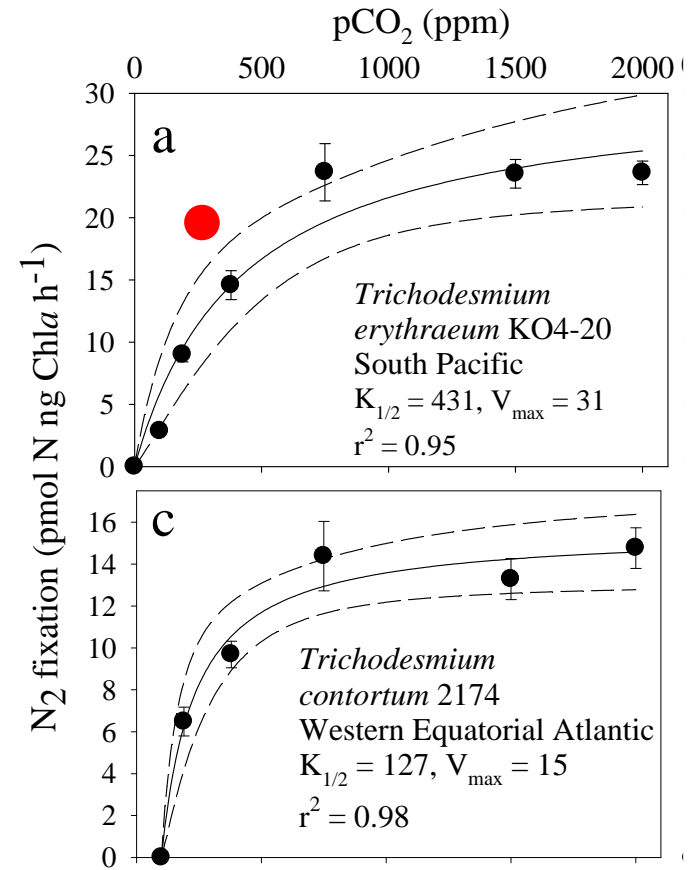 pCO₂ (ppm)
0 500 1000 1500 2000
N₂ fixation (pmol N ng Chla h⁻¹)
30
a
25
20
15
10
5
0
Trichodesmium
erythraeum KO4-20
South Pacific
K₁/₂ = 431, Vmax = 31
r² = 0.95
16
c
14
12
10
8
6
4
2
0
Trichodesmium
contortum 2174
Western Equatorial Atlantic
K₁/₂ = 127, Vmax = 15
r² = 0.98